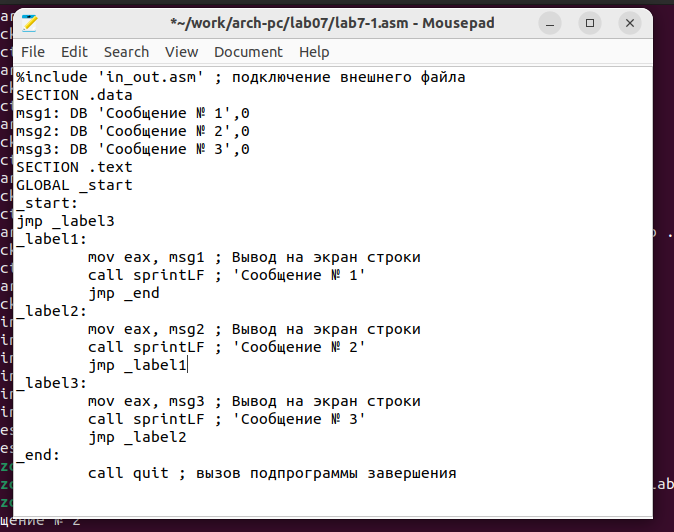 *~/work/arch-pc/lab07/lab7-1.asm - Mousepad
File Edit Search View Document Help
%include 'in_out.asm' ; подключение внешнего файла
SECTION .data
msg1: DB 'Сообщение № 1',0
msg2: DB 'Сообщение № 2',0
msg3: DB 'Сообщение № 3',0
SECTION .text
GLOBAL _start
_start:
jmp _label3
_label1:
mov eax, msg1 ; Вывод на экран строки
call sprintLF ; 'Сообщение № 1'
jmp _end
_label2:
mov eax, msg2 ; Вывод на экран строки
call sprintLF ; 'Сообщение № 2'
jmp _label1
_label3:
mov eax, msg3 ; Вывод на экран строки
call sprintLF ; 'Сообщение № 3'
jmp _label2
_end:
call quit ; вызов подпрограммы завершения